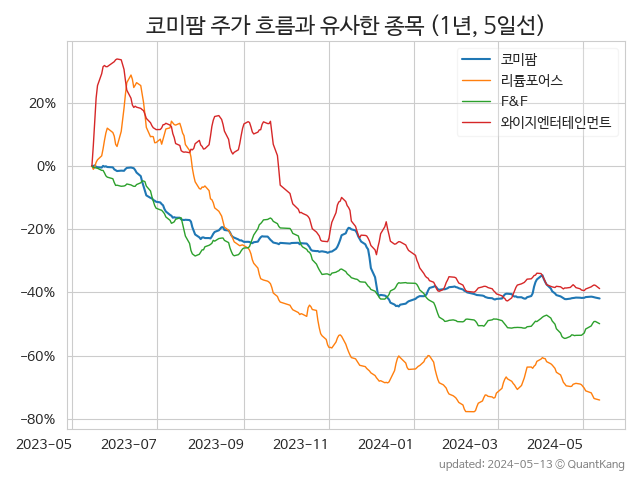 코미팜 주가 흐름과 유사한 종목 (1년, 5일선)
코미팜
리튬포어스
F&F
와이지엔터테인먼트
20%
0%
−20%
−40%
−60%
−80%
2023-05 2023-07 2023-09 2023-11 2024-01 2024-03 2024-05
updated: 2024-05-13 © QuantKang